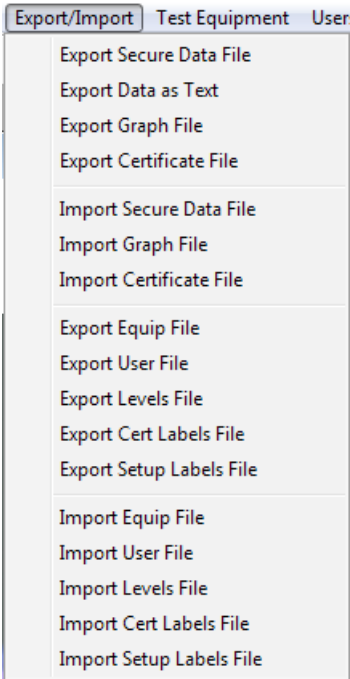 Export/Import Test Equipment User
Export Secure Data File
Export Data as Text
Export Graph File
Export Certificate File
Import Secure Data File
Import Graph File
Import Certificate File
Export Equip File
Export User File
Export Levels File
Export Cert Labels File
Export Setup Labels File
Import Equip File
Import User File
Import Levels File
Import Cert Labels File
Import Setup Labels File